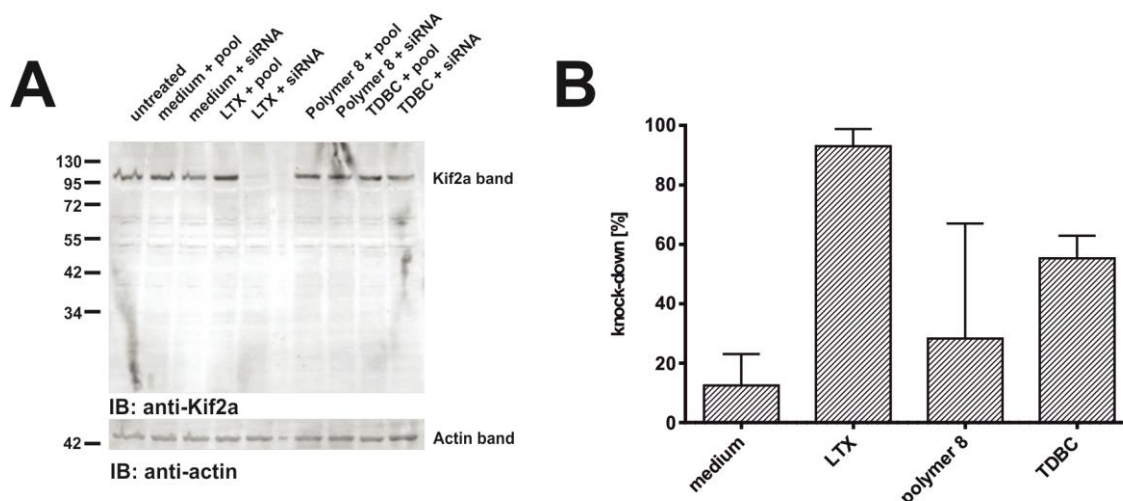 A
untreated
medium + pool
medium + siRNA
LTX + pool
LTX + siRNA
Polymer 8 + pool
Polymer 8 + siRNA
TDBC + pool
TDBC + siRNA
130
95
72
55
42
34
Kif2a band
IB: anti-Kif2a
42
Actin band
IB: anti-actin
B
knock-down [%]
100
80
60
40
20
0
medium
LTX
polymer 8
TDBC